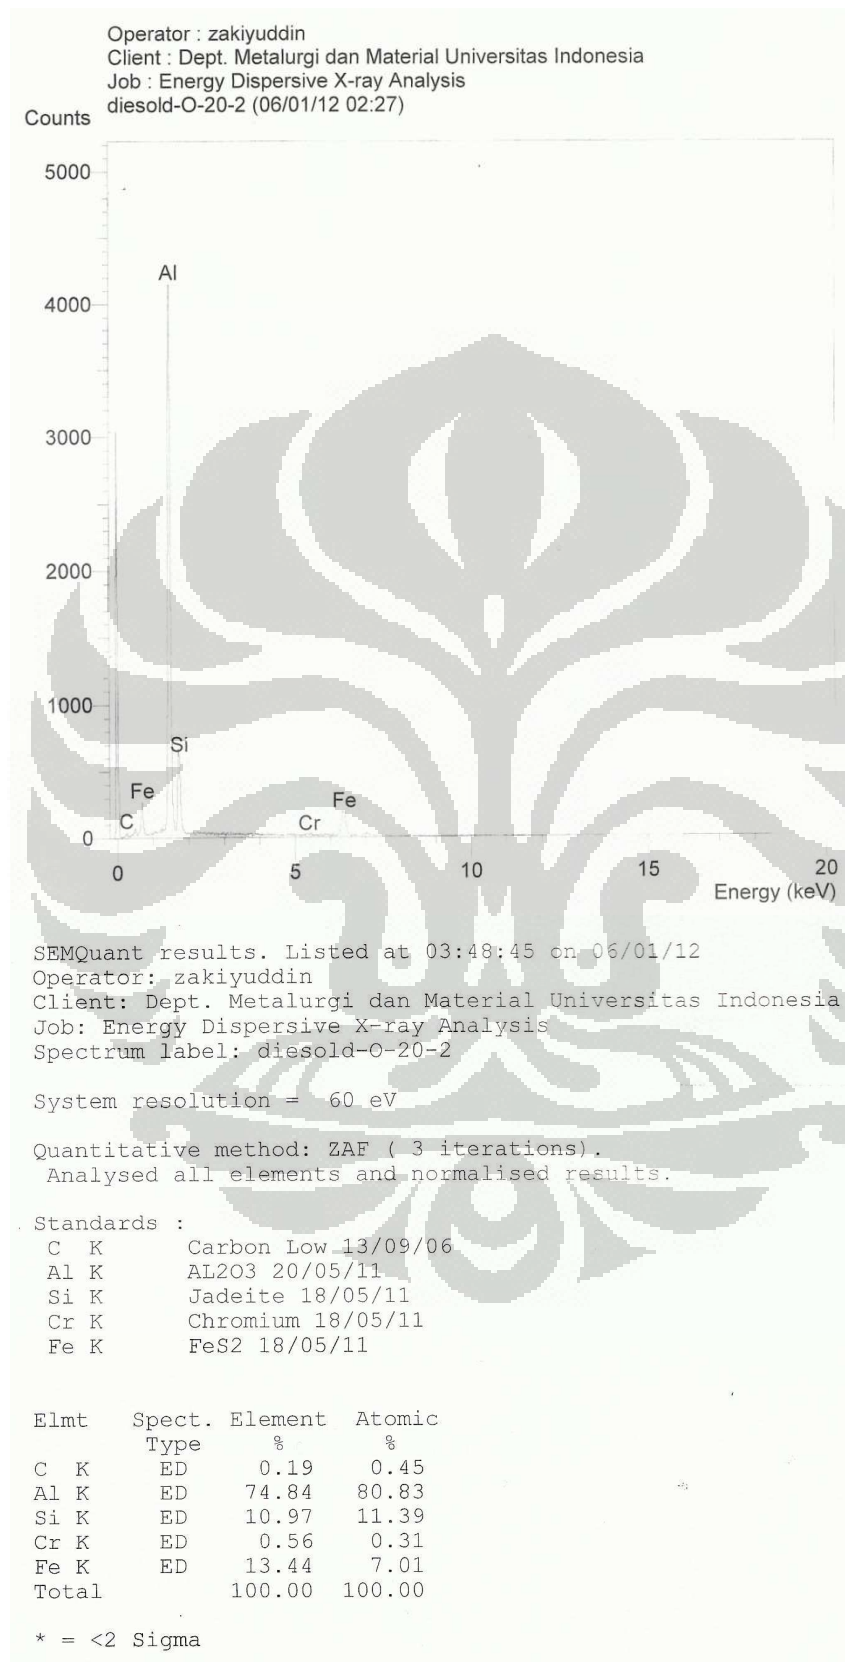 Operator : zakiyuddin
Client : Dept. Metalurgi dan Material Universitas Indonesia
Job : Energy Dispersive X-ray Analysis
diesold-O-20-2 (06/01/12 02:27)
Counts
5000
Al
4000
3000
2000
1000
Si
Fe
Fe
C
Cr
0
0 5 10 15 20
Energy (keV)
SEMQuant results. Listed at 03:48:45 on 06/01/12
Operator: zakiyuddin
Client: Dept. Metalurgi dan Material Universitas Indonesia
Job: Energy Dispersive X-ray Analysis
Spectrum label: diesold-O-20-2
System resolution = 60 eV
Quantitative method: ZAF ( 3 iterations).
Analysed all elements and normalised results.
Standards :
C K Carbon Low 13/09/06
Al K AL2O3 20/05/11
Si K Jadeite 18/05/11
Cr K Chromium 18/05/11
Fe K FeS2 18/05/11
Elmt Spect. Element Atomic
Type % %
C K ED 0.19 0.45
Al K ED 74.84 80.83
Si K ED 10.97 11.39
Cr K ED 0.56 0.31
Fe K ED 13.44 7.01
Total 100.00 100.00
* = <2 Sigma